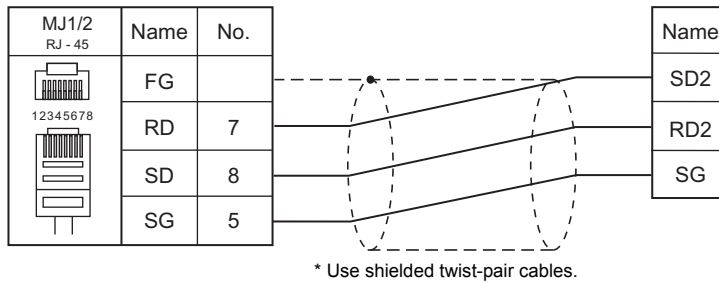 MJ1/2 Name No. Name
RJ - 45
FG SD2
12345678
RD 7 RD2
SD 8 SG
SG 5
* Use shielded twist-pair cables.